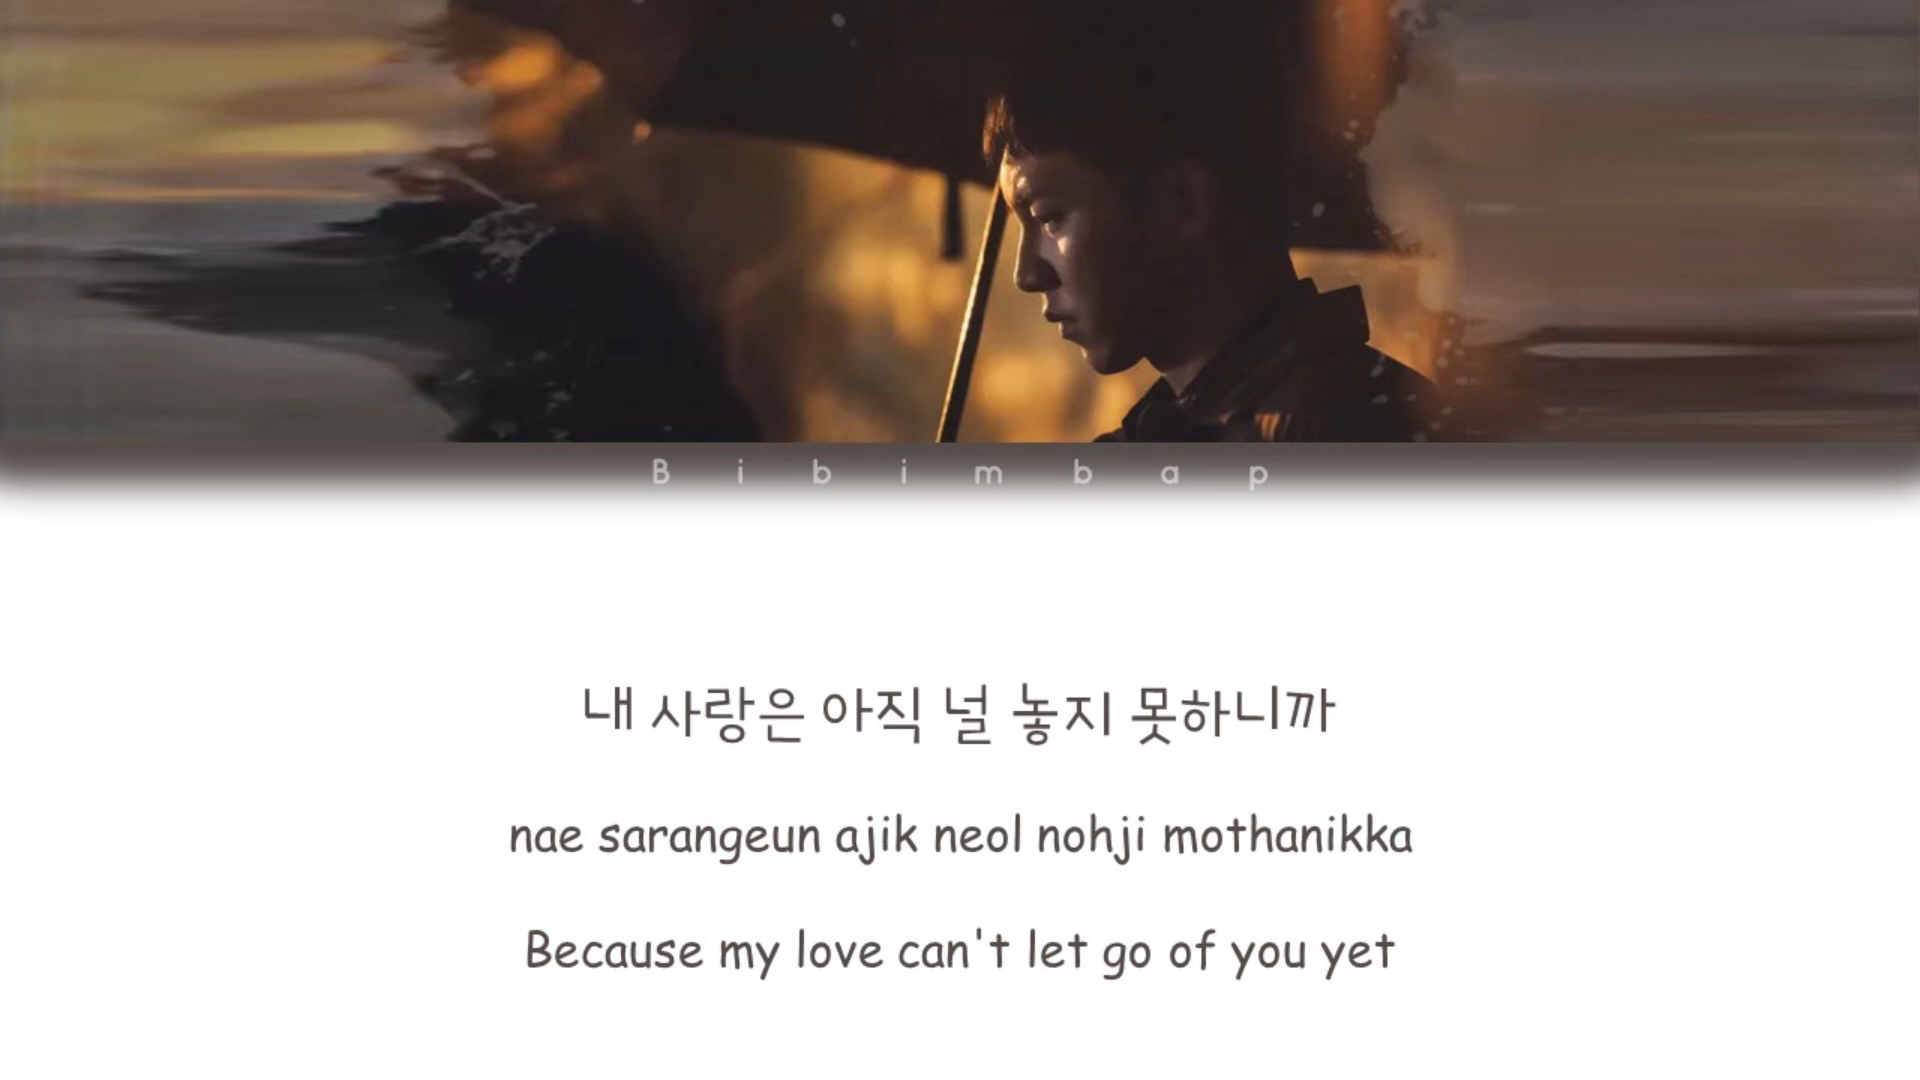 Bibimbap
내 사랑은 아직 널 놓지 못하니까
nae sarangeun ajik neol nohji mothanikka
Because my love can't let go of you yet